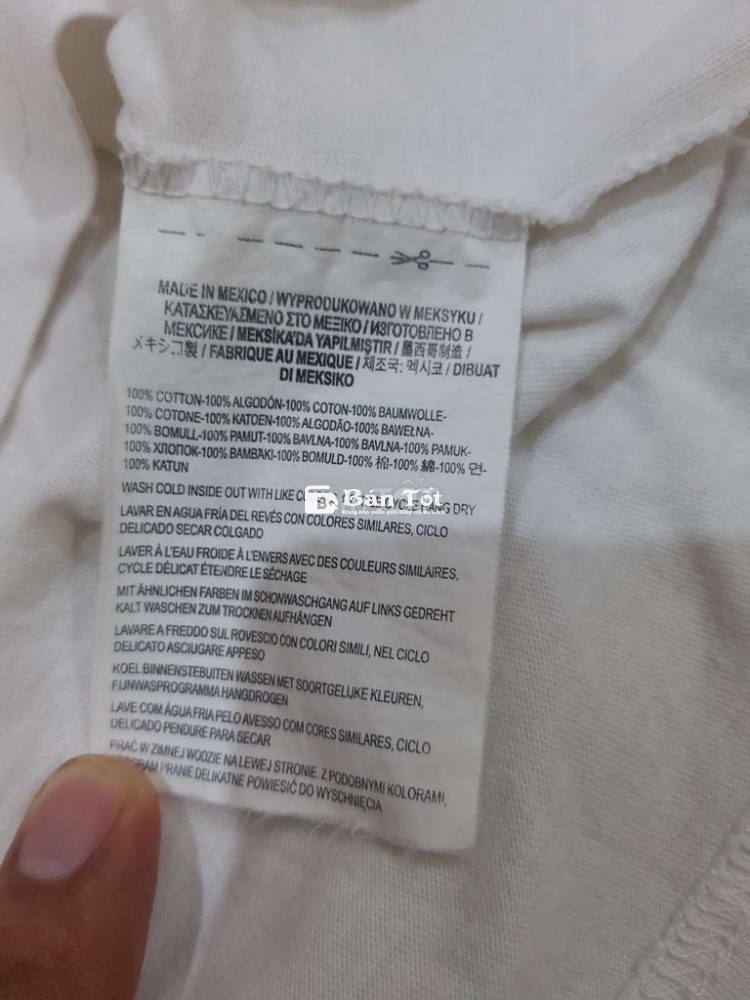 MADE IN MEXICO / WYPRODUKOWANO W MEKSYKU /
ΚΑΤΑΣΚΕΥΑΣΜΕΝΟ ΣΤΟ ΜΕΞΙΚΟ / ИЗГОТОВЛЕНО В
МЕКСИКЕ / MEKSİKA'DA YAPILMIŞTIR / 墨西哥制造 /
メキシコ製 / FABRIQUE AU MEXIQUE / 제조국: 멕시코 / DIBUAT
DI MEKSIKO
100% COTTON-100% ALGODÓN-100% COTON-100% BAUMWOLLE-
100% COTONE-100% KATOEN-100% ALGODÃO-100% BAWEŁNA-
100% BOMULL-100% PAMUT-100% BAVLNA-100% BAVLNA-100% PAMUK-
100% ХЛОПОК-100% BAMBAKI-100% BOMULD-100% 棉-100% 綿-100% 면-
100% KATUN
WASH COLD INSIDE OUT WITH LIKE HANG DRY
Bán Tốt
LAVAR EN AGUA FRÍA DEL REVÉS CON COLORES SIMILARES, CICLO
DELICADO SECAR COLGADO
LAVER À L'EAU FROIDE À L'ENVERS AVEC DES COULEURS SIMILAIRES,
CYCLE DÉLICAT ÉTENDRE LE SÉCHAGE
MIT ÄHNLICHEN FARBEN IM SCHONWASCHGANG AUF LINKS GEDREHT
KALT WASCHEN ZUM TROCKNEN AUFHÄNGEN
LAVARE A FREDDO SUL ROVESCIO CON COLORI SIMILI, NEL CICLO
DELICATO ASCIUGARE APPESO
KOEL BINNENSTEBUITEN WASSEN MET SOORTGELIJKE KLEUREN,
FIJNWASPROGRAMMA HANGDROGEN
LAVE COM ÁGUA FRIA PELO AVESSO COM CORES SIMILARES, CICLO
DELICADO PENDURE PARA SECAR
PRAĆ W ZIMNEJ WODZIE NA LEWEJ STRONIE. Z PODOBNYMI KOLORAMI,
PRANIE DELIKATNE POWIESIĆ DO WYSCHNIĘCIA